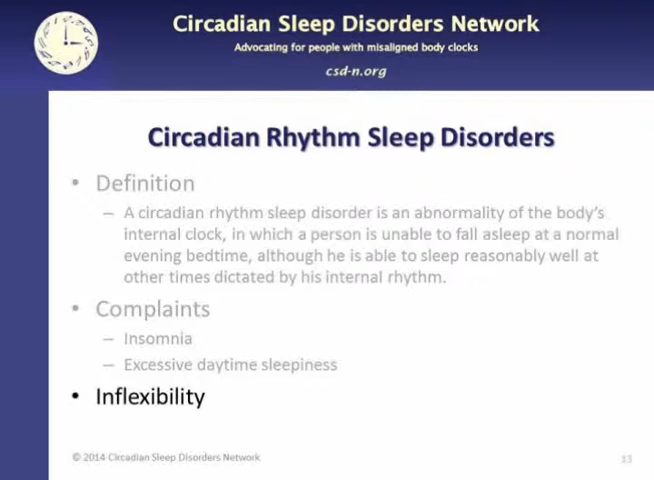 Circadian Sleep Disorders Network
Advocating for people with misaligned body clocks
csd-n.org
Circadian Rhythm Sleep Disorders
• Definition
– A circadian rhythm sleep disorder is an abnormality of the body's
internal clock, in which a person is unable to fall asleep at a normal
evening bedtime, although he is able to sleep reasonably well at
other times dictated by his internal rhythm.
• Complaints
– Insomnia
– Excessive daytime sleepiness
• Inflexibility
© 2014 Circadian Sleep Disorders Network
13